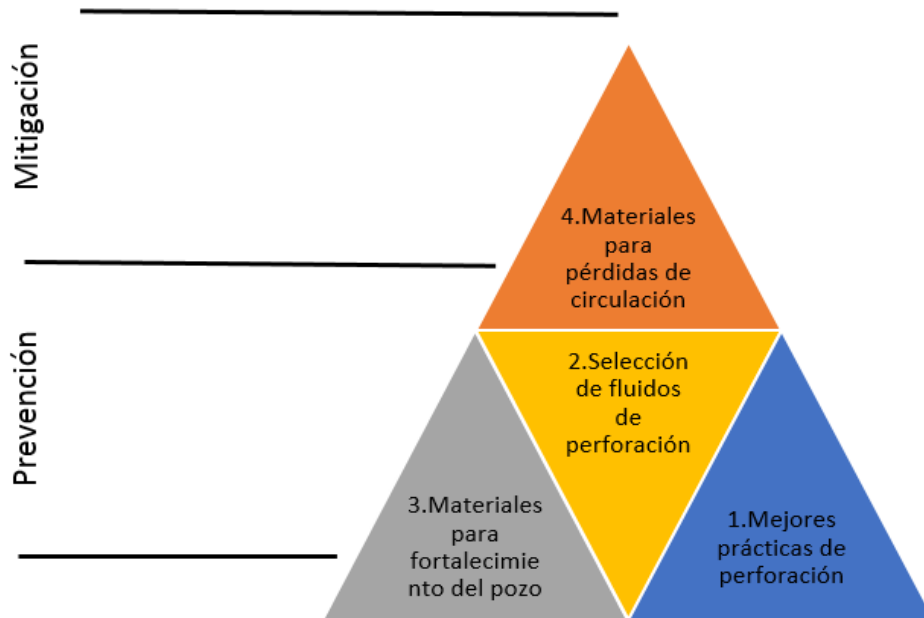 Mitigación
4.Materiales
para
pérdidas de
circulación
Prevención
2.Selección
de fluidos
de
perforación
3.Materiales
para
fortalecimie
nto del pozo
1.Mejores
prácticas de
perforación